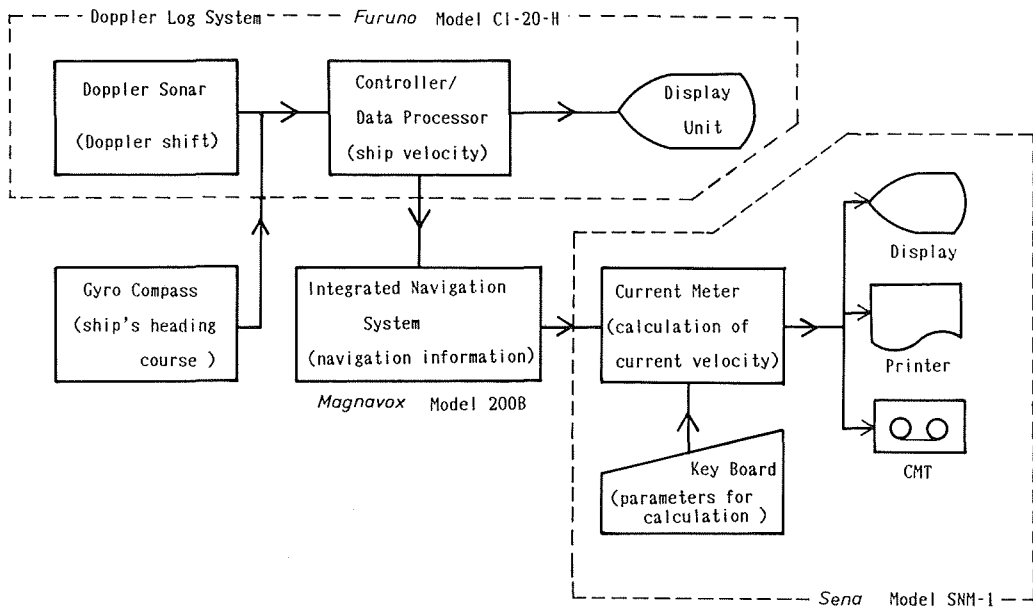 Doppler Log System
Furuno Model CI-20-H
Doppler Sonar
(Doppler shift)
Controller/
Data Processor
(ship velocity)
Display
Unit
Gyro Compass
(ship's heading
course )
Integrated Navigation
System
(navigation information)
Magnavox Model 200B
Current Meter
(calculation of
current velocity)
Display
Printer
CMT
Key Board
(parameters for
calculation )
Sena Model SNM-1